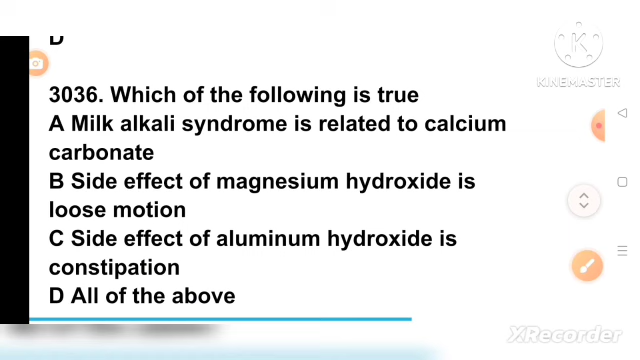 D
3036. Which of the following is true
A Milk alkali syndrome is related to calcium
carbonate
B Side effect of magnesium hydroxide is
loose motion
C Side effect of aluminum hydroxide is
constipation
D All of the above
KINEMASTER
XRecorder